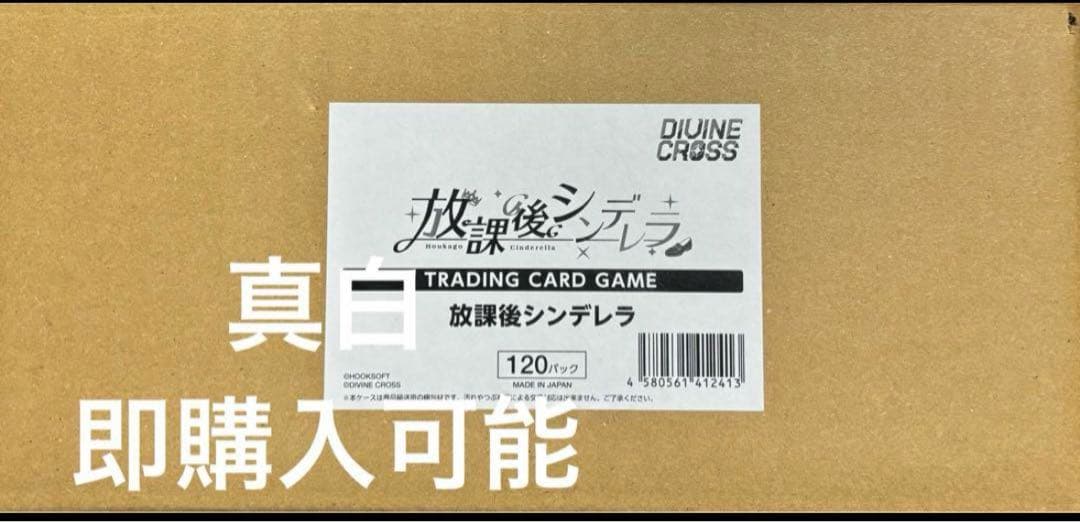 DIVINE
CROSS
放課後シンデレラ
Houkago Cinderella
TRADING CARD GAME
放課後シンデレラ
120パック
MADE IN JAPAN
©HOOKSOFT
©DIVINE CROSS
4 580561 412413
真白
即購入可能